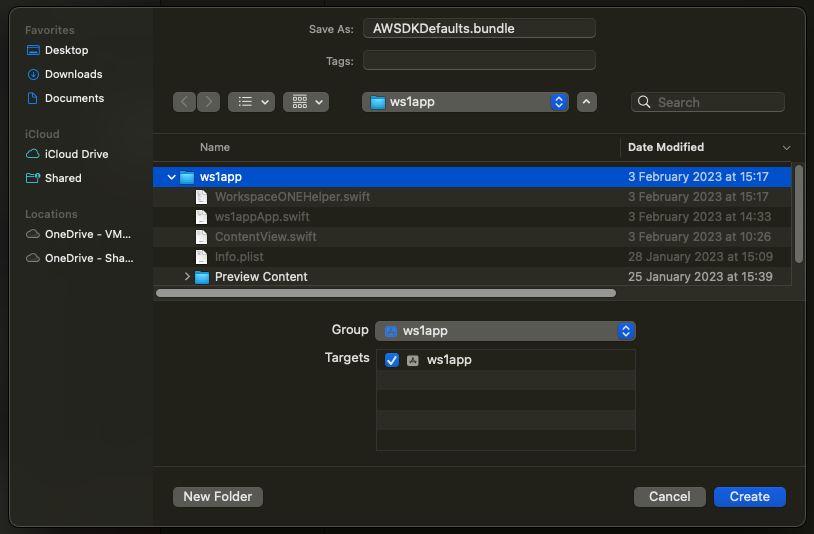 Favorites
Desktop
Downloads
Documents
iCloud
iCloud Drive
Shared
Locations
OneDrive - VM...
OneDrive - Sha...
Save As: AWSDKDefaults.bundle
Tags:
ws1app
Search
Name Date Modified
ws1app 3 February 2023 at 15:17
WorkspaceONEHelper.swift 3 February 2023 at 15:17
ws1appApp.swift 3 February 2023 at 14:33
ContentView.swift 3 February 2023 at 10:26
Info.plist 28 January 2023 at 15:09
Preview Content 25 January 2023 at 15:39
Group ws1app
Targets ws1app
New Folder Cancel Create